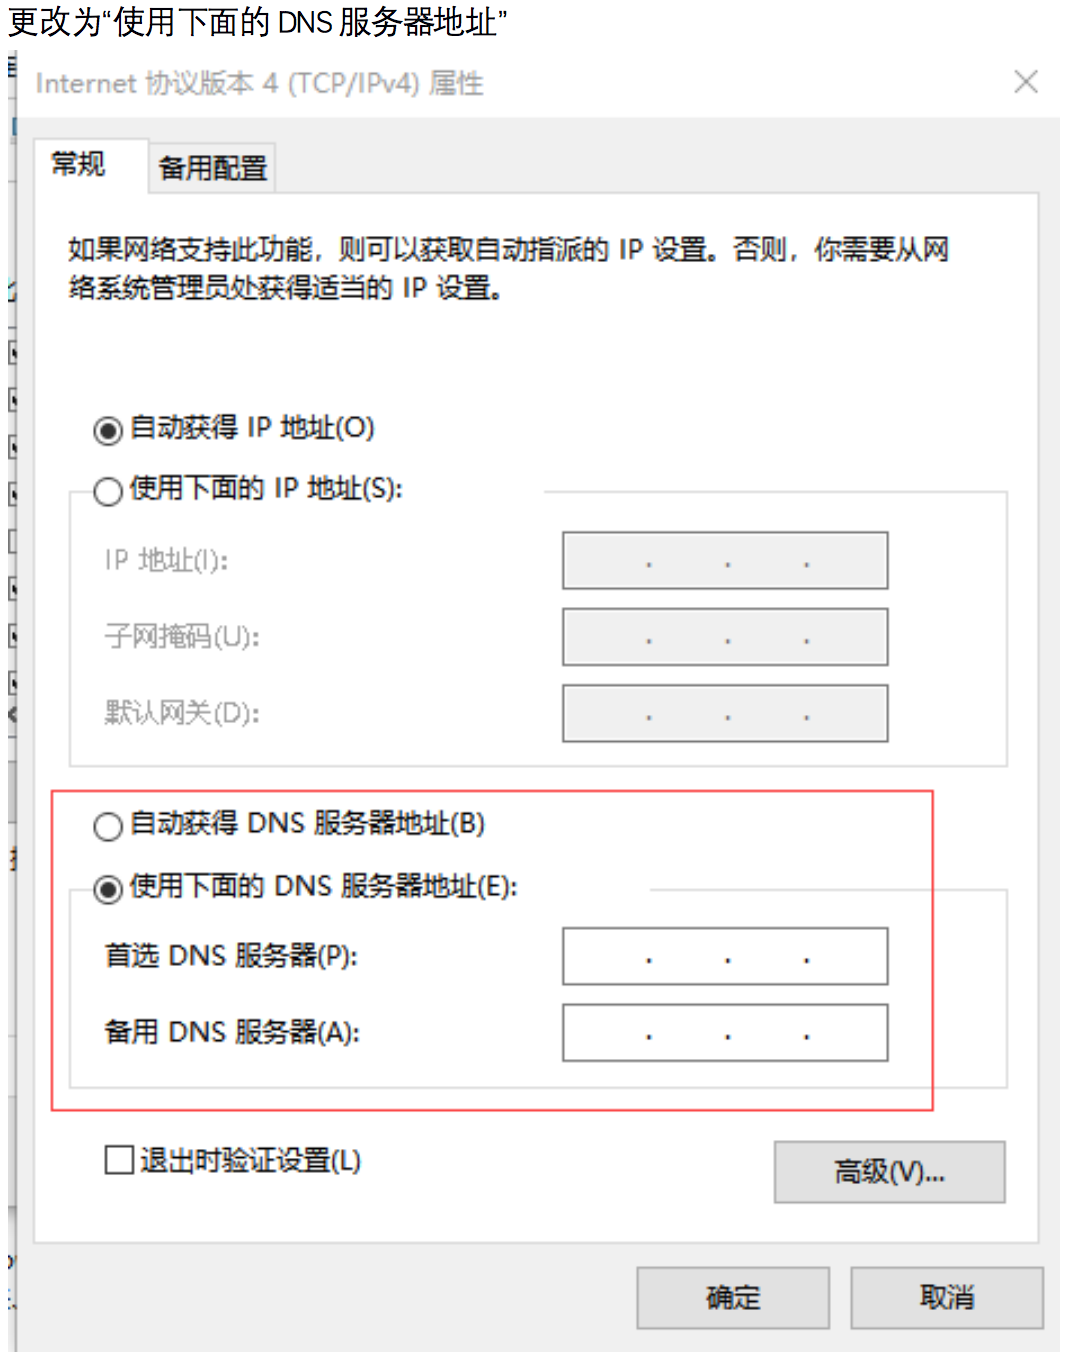 更改为“使用下面的 DNS 服务器地址”
Internet 协议版本 4 (TCP/IPv4) 属性
常规
备用配置
如果网络支持此功能，则可以获取自动指派的 IP 设置。否则，你需要从网
络系统管理员处获得适当的 IP 设置。
自动获得 IP 地址(O)
使用下面的 IP 地址(S):
IP 地址(I):
子网掩码(U):
默认网关(D):
自动获得 DNS 服务器地址(B)
使用下面的 DNS 服务器地址(E):
首选 DNS 服务器(P):
备用 DNS 服务器(A):
退出时验证设置(L)
高级(V)...
确定
取消